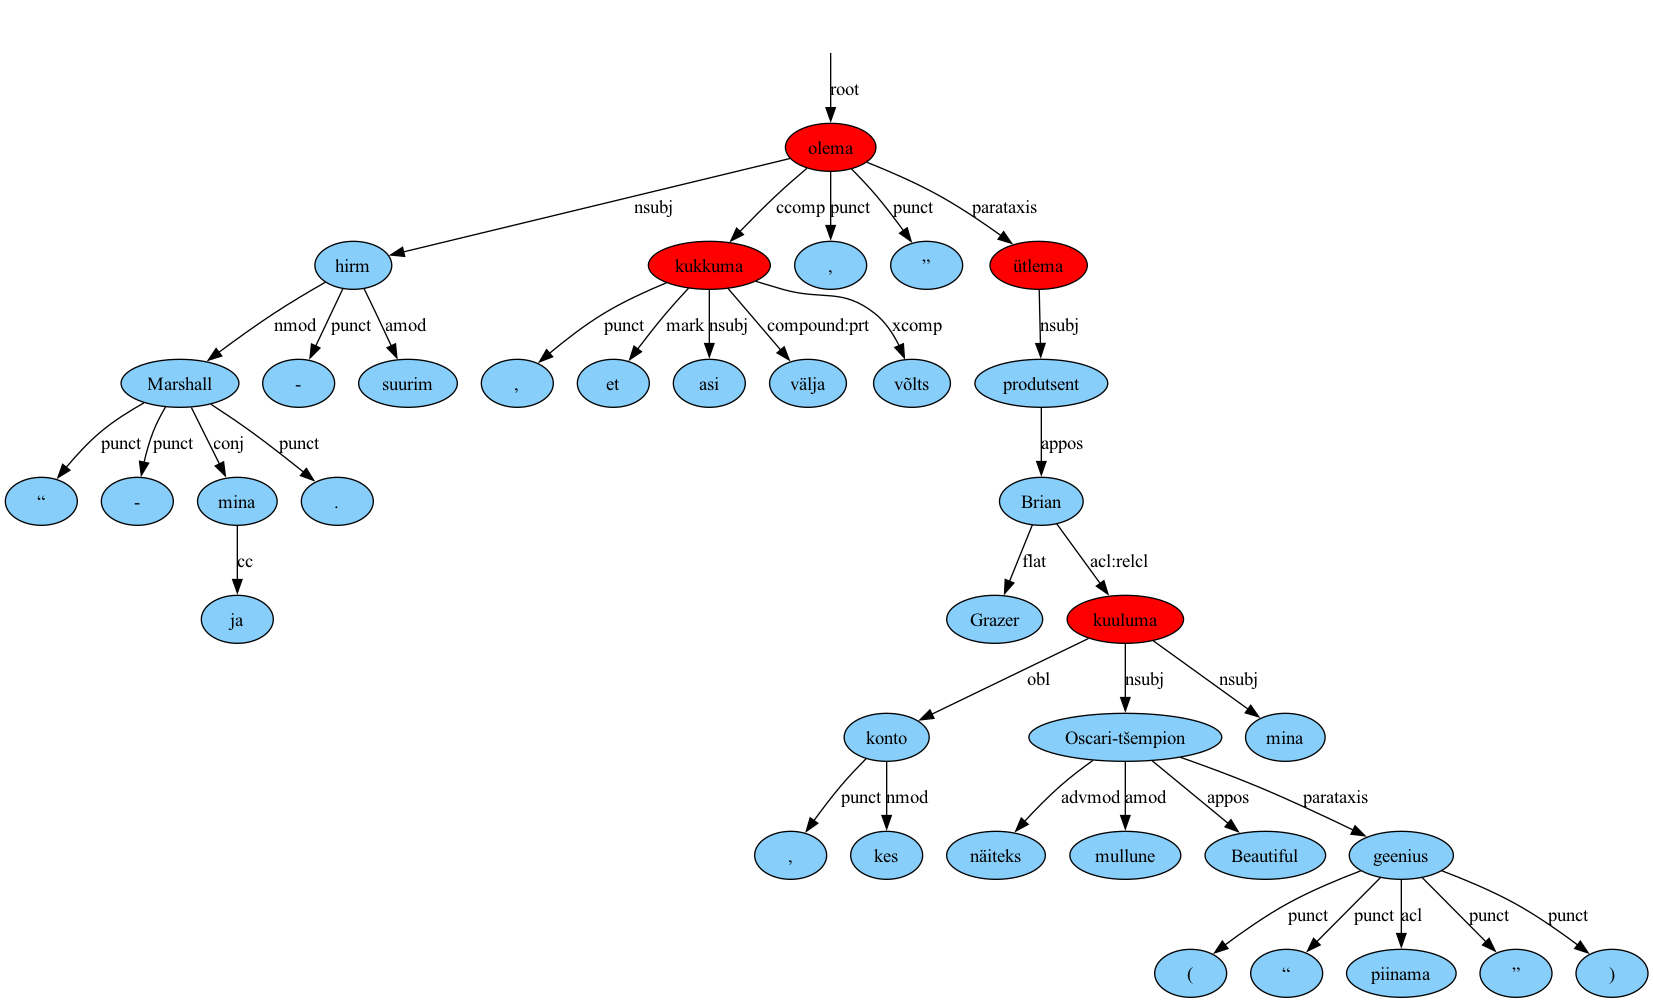 root
olema
nsubj ccomp punct punct parataxis
hirm kukkuma , ” ütlema
nmod punct amod punct mark nsubj compound:prt xcomp nsubj
Marshall - suurim , et asi välja võlts produtsent
punct punct conj punct appos
“ - mina . Brian
cc flat acl:relcl
ja Grazer kuuluma
obl nsubj nsubj
konto Oscari-tšempion mina
punct nmod advmod amod appos parataxis
, kes näiteks mullune Beautiful geenius
punct punct acl punct punct
( “ piinama ” )